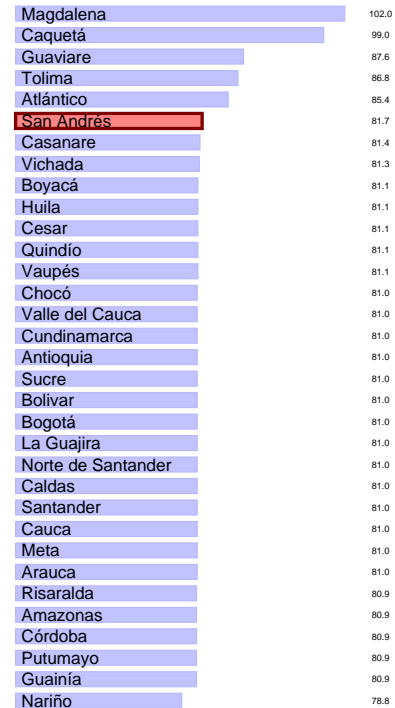 Magdalena 102.0
Caquetá 99.0
Guaviare 87.6
Tolima 86.8
Atlántico 85.4
San Andrés 81.7
Casanare 81.4
Vichada 81.3
Boyacá 81.1
Huila 81.1
Cesar 81.1
Quindío 81.1
Vaupés 81.1
Chocó 81.0
Valle del Cauca 81.0
Cundinamarca 81.0
Antioquia 81.0
Sucre 81.0
Bolivar 81.0
Bogotá 81.0
La Guajira 81.0
Norte de Santander 81.0
Caldas 81.0
Santander 81.0
Cauca 81.0
Meta 81.0
Arauca 81.0
Risaralda 80.9
Amazonas 80.9
Córdoba 80.9
Putumayo 80.9
Guainía 80.9
Nariño 78.8